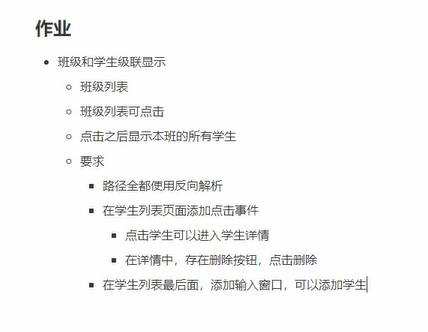 作业
班级和学生级联显示
班级列表
班级列表可点击
点击之后显示本班的所有学生
要求
路径全都使用反向解析
在学生列表页面添加点击事件
点击学生可以进入学生详情
在详情中，存在删除按钮，点击删除
在学生列表最后面，添加输入窗口，可以添加学生